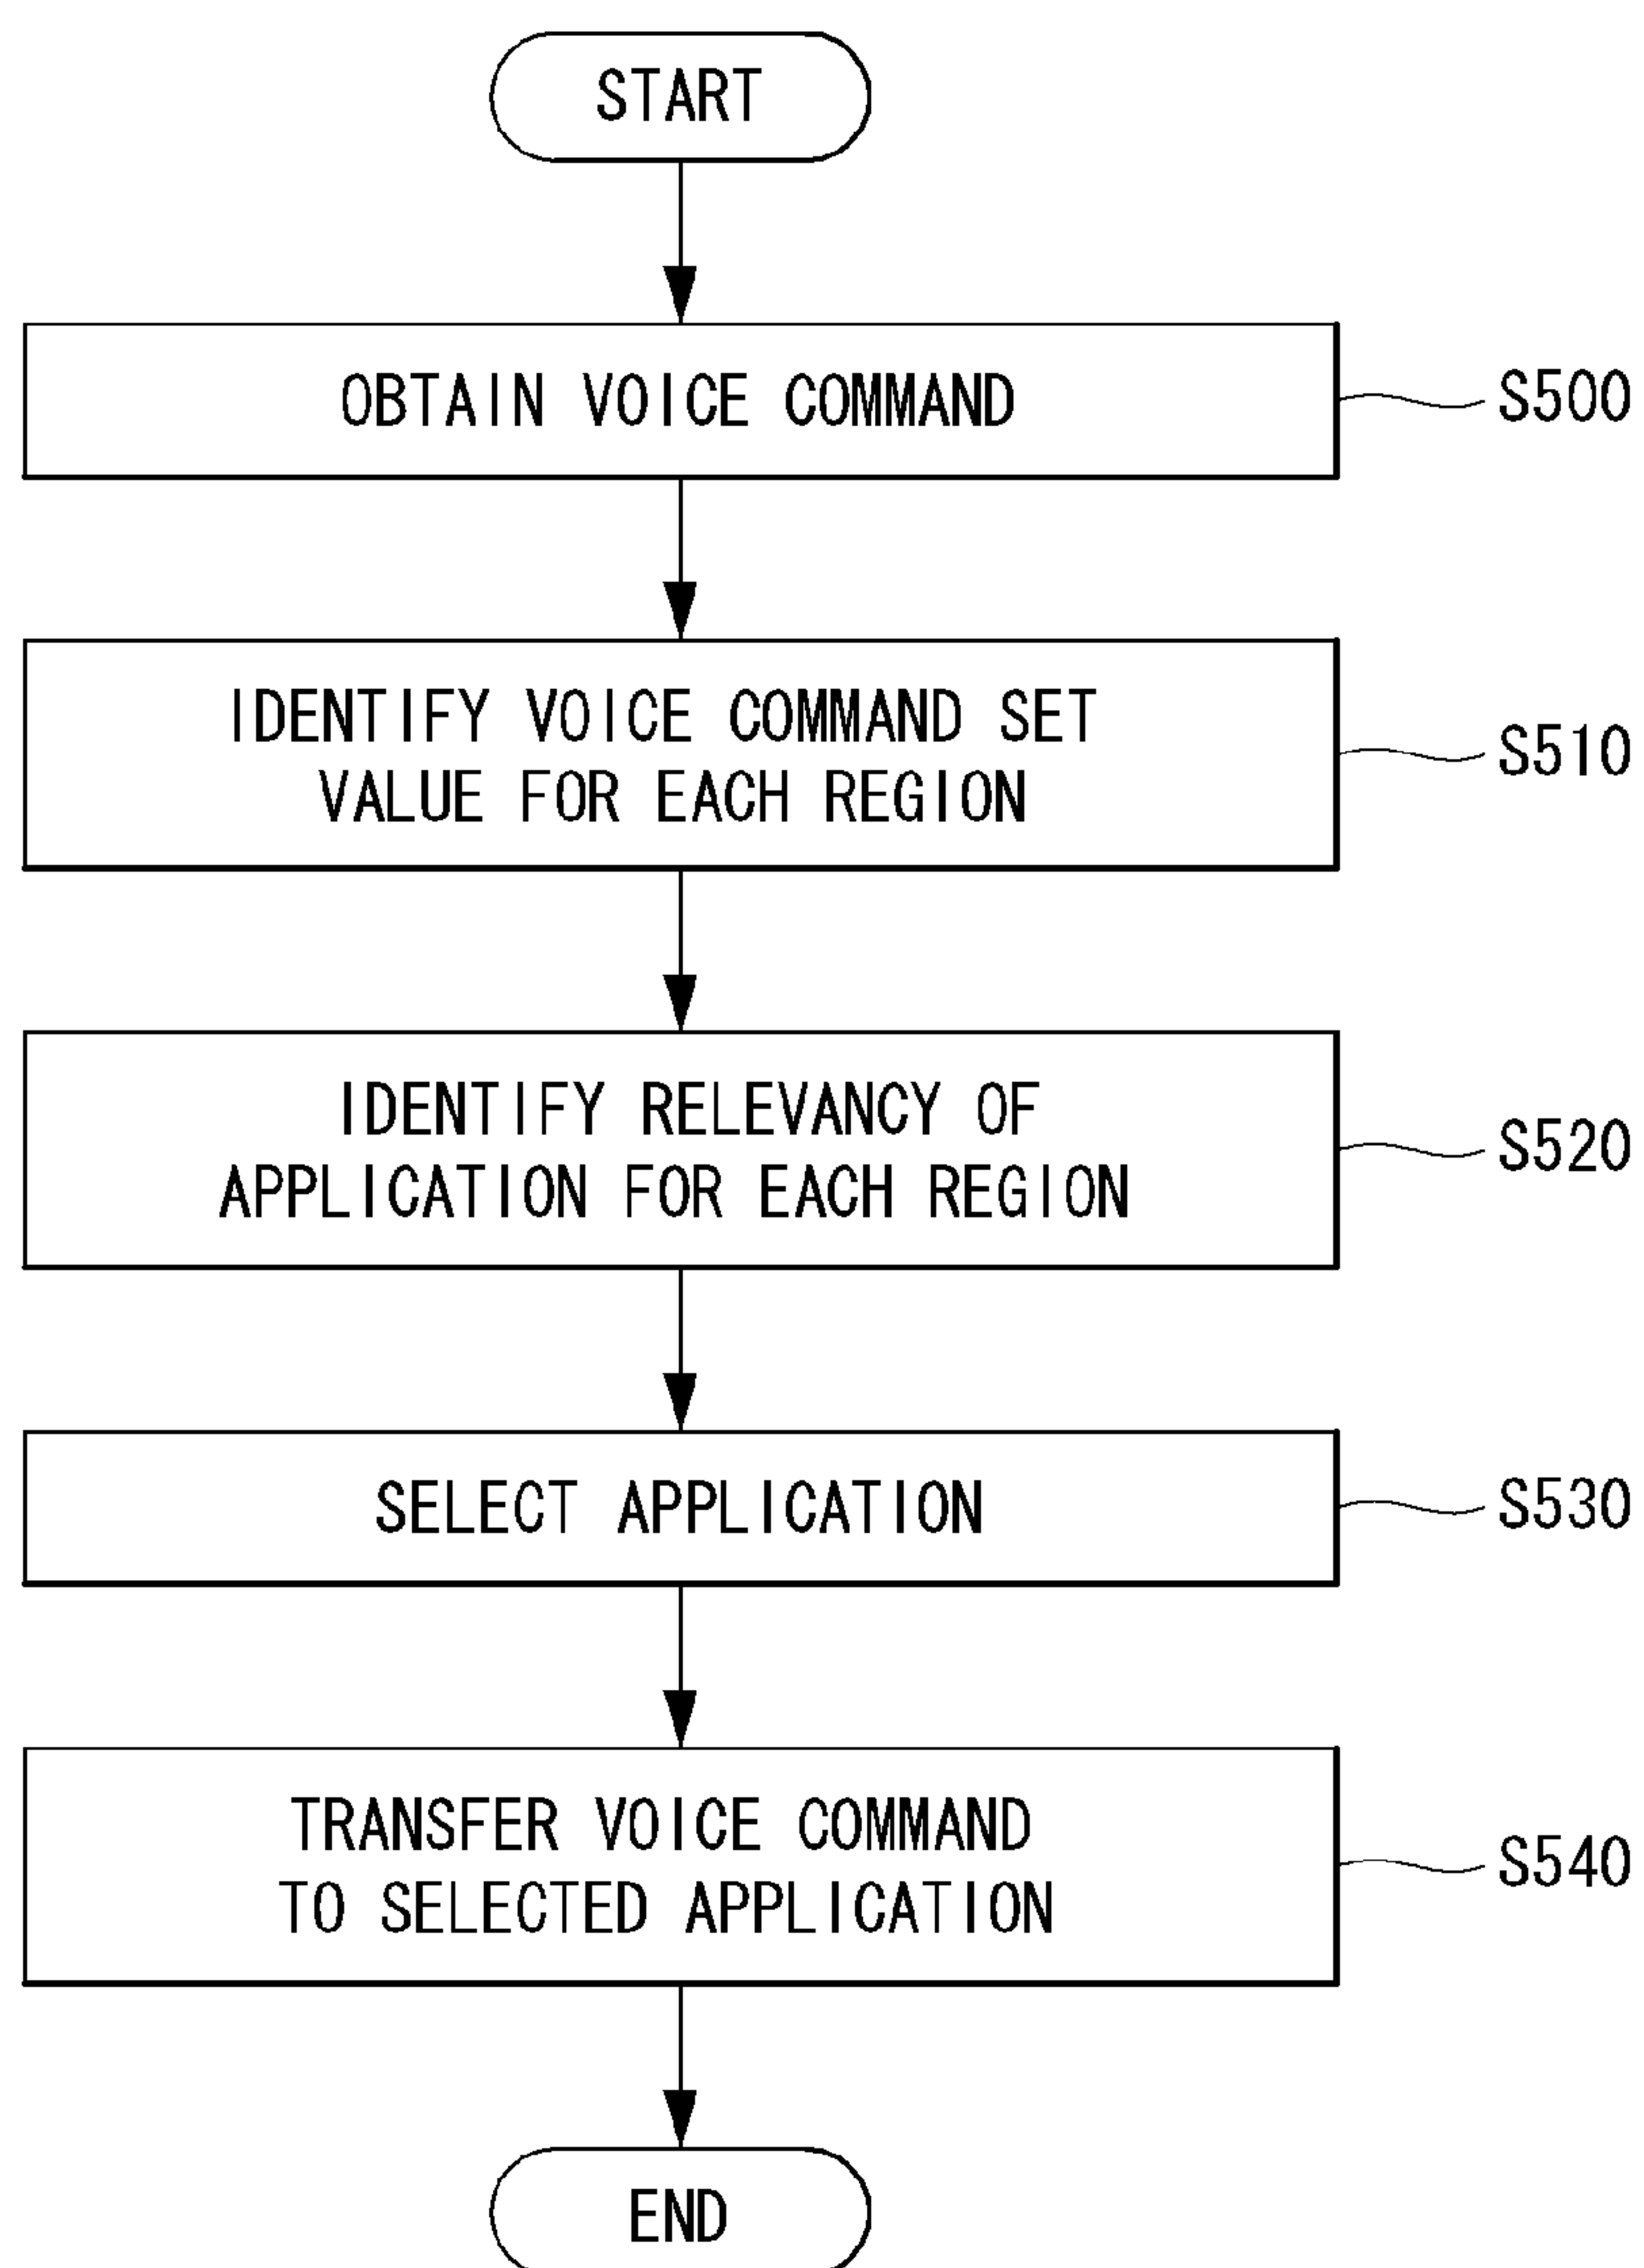 START
OBTAIN VOICE COMMAND
S500
IDENTIFY VOICE COMMAND SET
VALUE FOR EACH REGION
S510
IDENTIFY RELEVANCY OF
APPLICATION FOR EACH REGION
S520
SELECT APPLICATION
S530
TRANSFER VOICE COMMAND
TO SELECTED APPLICATION
S540
END